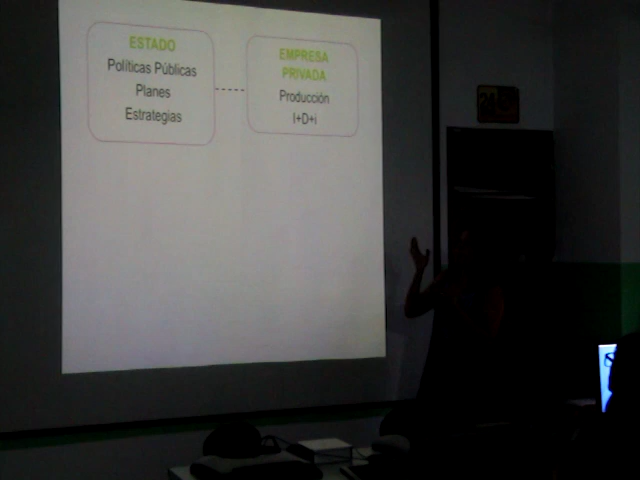 ESTADO
Políticas Públicas
Planes
Estrategias
EMPRESA
PRIVADA
Producción
I+D+i